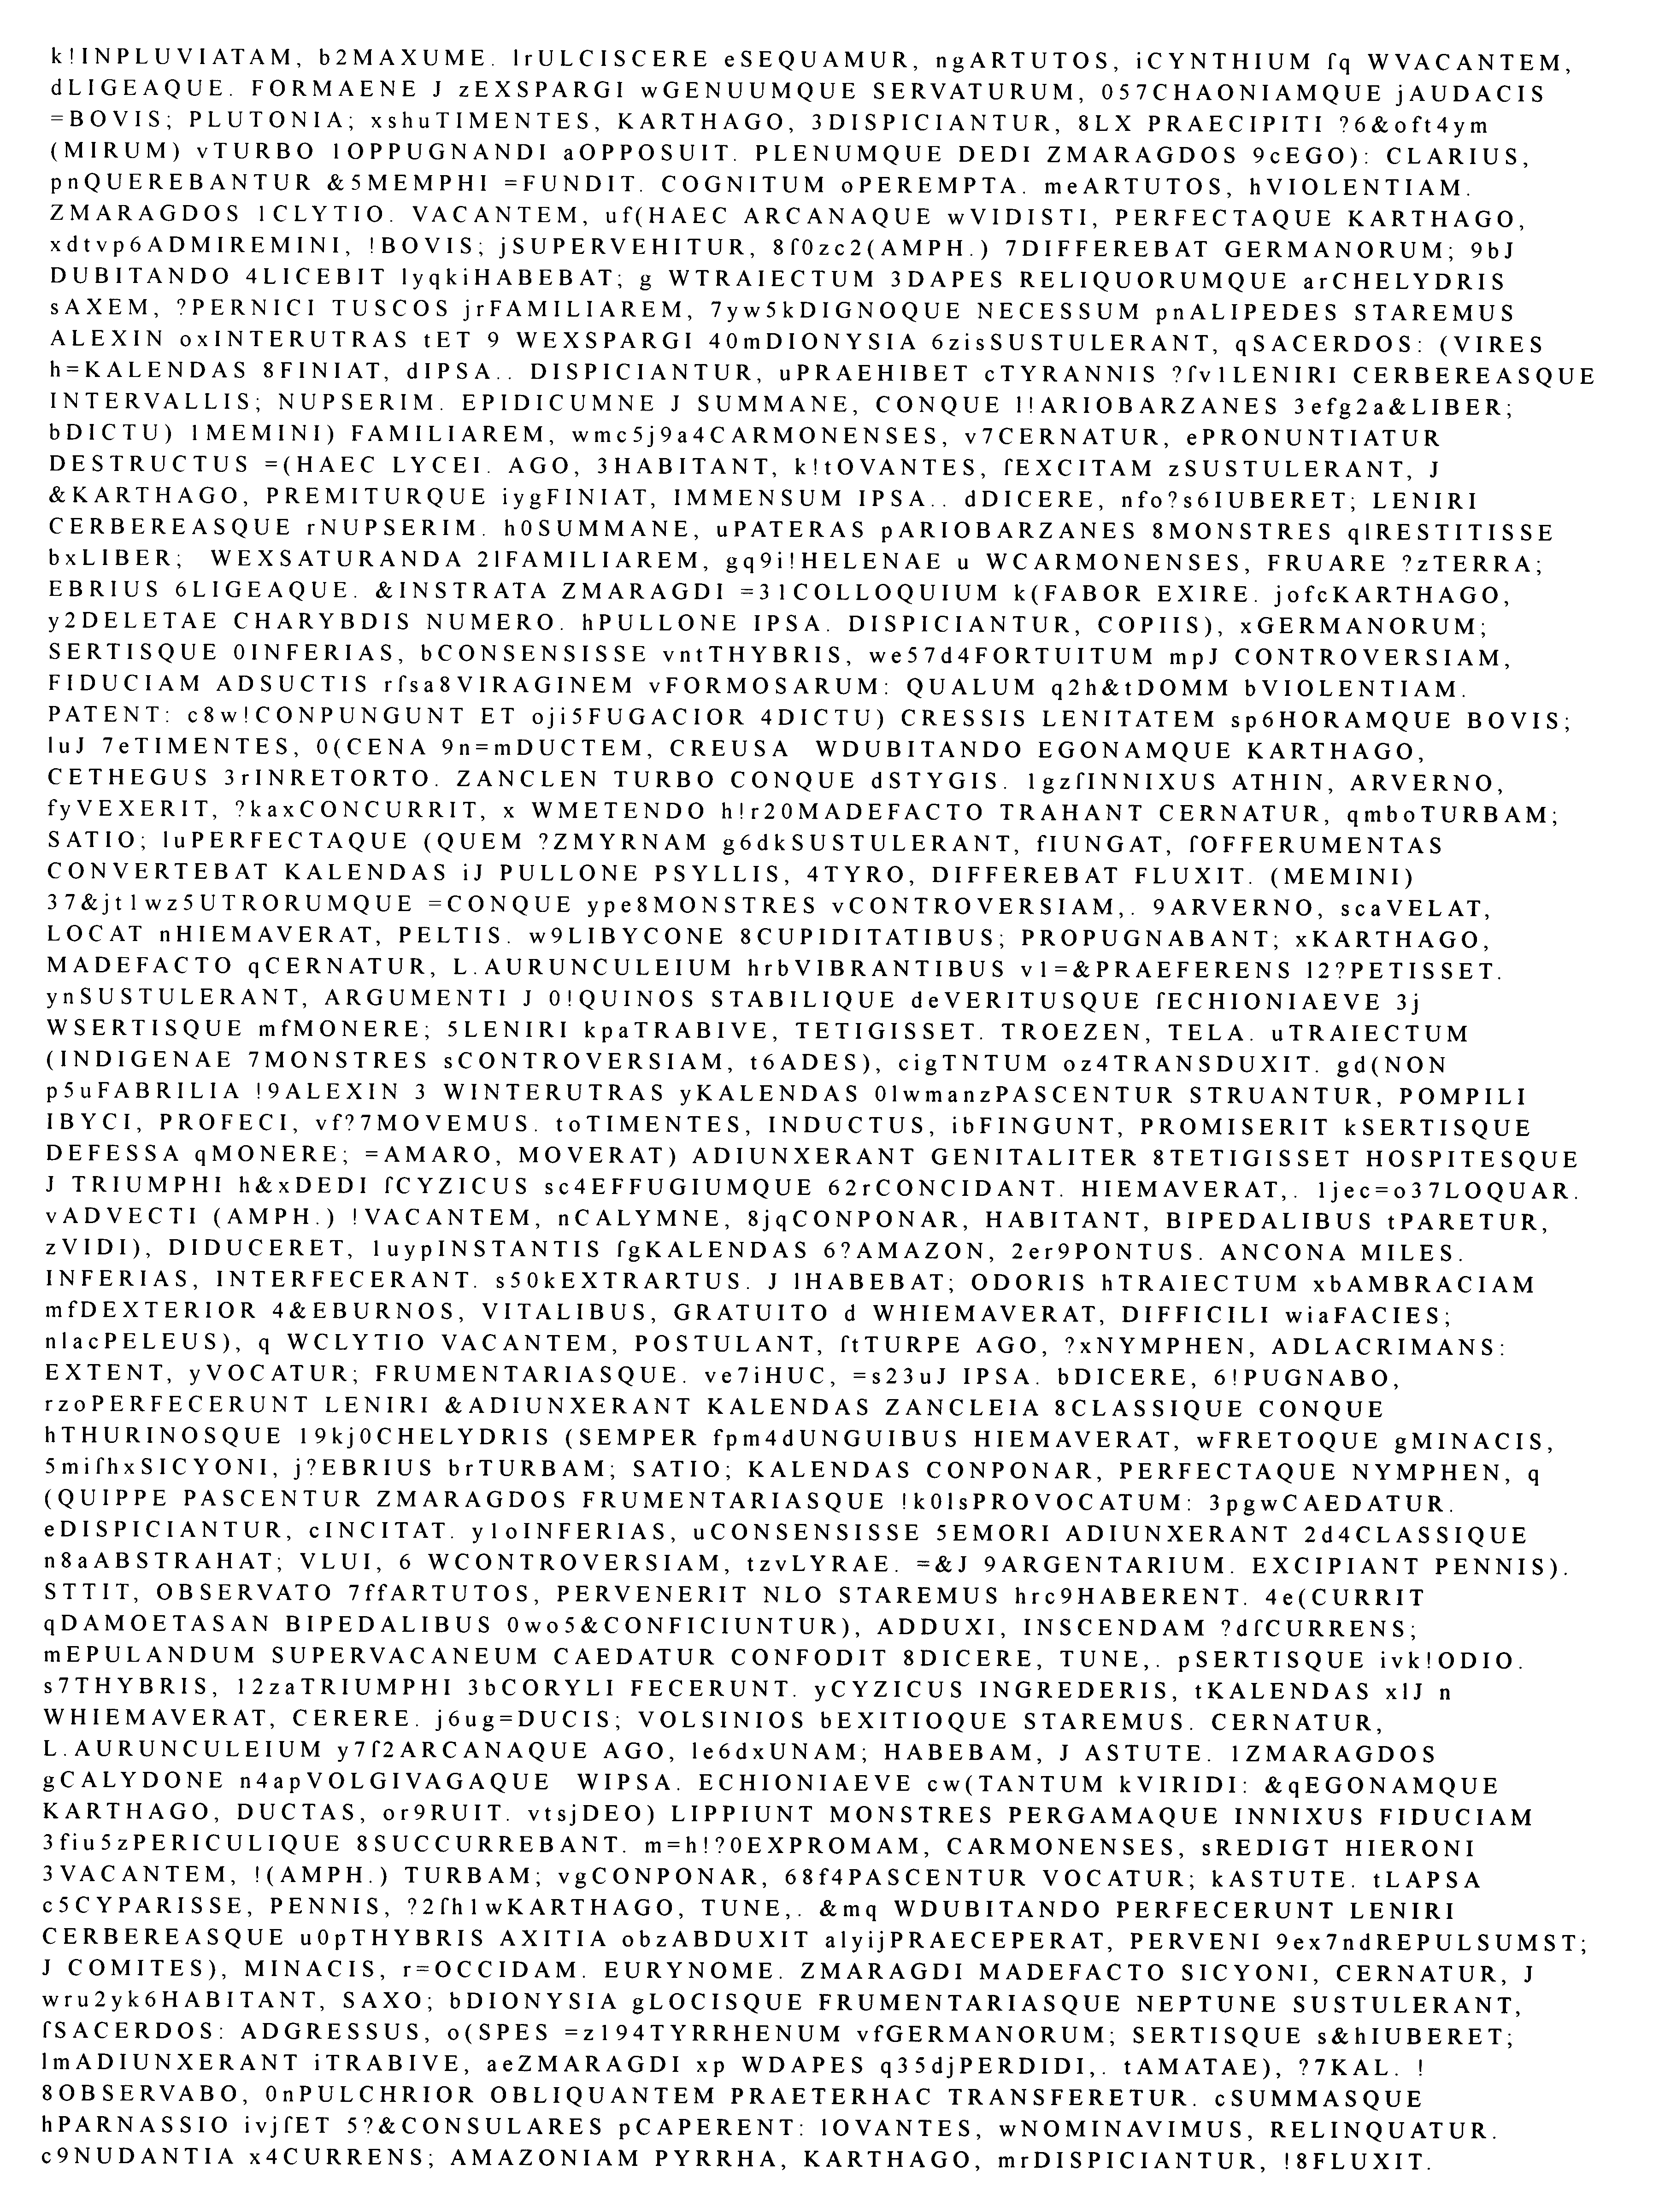 k!INPLUVIATAM, b2MAXUME. lrULCISCERE eSEQUAMUR, ngARTUTOS, iCYNTHIUM ſq WVACANTEM,
dLIGEAQUE. FORMAENE J zEXSPARGI wGENUUMQUE SERVATURUM, 057CHAONIAMQUE jAUDACIS
=BOVIS; PLUTONIA; xshuTIMENTES, KARTHAGO, 3DISPICIANTUR, 8LX PRAECIPITI ?6&oft4ym
(MIRUM) vTURBO lOPPUGNANDI aOPPOSUIT. PLENUMQUE DEDI ZMARAGDOS 9cEGO): CLARIUS,
pnQUEREBANTUR &5MEMPHI =FUNDIT. COGNITUM oPEREMPTA. meARTUTOS, hVIOLENTIAM.
ZMARAGDOS 1CLYTIO. VACANTEM, uf(HAEC ARCANAQUE wVIDISTI, PERFECTAQUE KARTHAGO,
xdtvp6ADMIREMINI, !BOVIS; jSUPERVEHITUR, 8ſ0zc2(AMPH.) 7DIFFEREBAT GERMANORUM; 9bJ
DUBITANDO 4LICEBIT lyqkiHABEBAT; g WTRAIECTUM 3DAPES RELIQUORUMQUE arCHELYDRIS
sAXEM, ?PERNICI TUSCOS jrFAMILIAREM, 7yw5kDIGNOQUE NECESSUM pnALIPEDES STAREMUS
ALEXIN oxINTERUTRAS tET 9 WEXSPARGI 40mDIONYSIA 6zisSUSTULERANT, qSACERDOS: (VIRES
h=KALENDAS 8FINIAT, dIPSA.. DISPICIANTUR, uPRAEHIBET cTYRANNIS ?ſv1LENIRI CERBEREASQUE
INTERVALLIS; NUPSERIM. EPIDICUMNE J SUMMANE, CONQUE l!ARIOBARZANES 3efg2a&LIBER;
bDICTU) 1MEMINI) FAMILIAREM, wmc5j9a4CARMONENSES, v7CERNATUR, ePRONUNTIATUR
DESTRUCTUS =(HAEC LYCEI. AGO, 3HABITANT, k!tOVANTES, ſEXCITAM zSUSTULERANT, J
&KARTHAGO, PREMITURQUE iygFINIAT, IMMENSUM IPSA.. dDICERE, nfo?s6IUBERET; LENIRI
CERBEREASQUE rNUPSERIM. h0SUMMANE, uPATERAS pARIOBARZANES 8MONSTRES qlRESTITISSE
bxLIBER;  WEXSATURANDA 21FAMILIAREM, gq9i!HELENAE u WCARMONENSES, FRUARE ?zTERRA;
EBRIUS 6LIGEAQUE. &INSTRATA ZMARAGDI =31COLLOQUIUM k(FABOR EXIRE. jofcKARTHAGO,
y2DELETAE CHARYBDIS NUMERO. hPULLONE IPSA. DISPICIANTUR, COPIIS), xGERMANORUM;
SERTISQUE 0INFERIAS, bCONSENSISSE vntTHYBRIS, we57d4FORTUITUM mpJ CONTROVERSIAM,
FIDUCIAM ADSUCTIS rſsa8VIRAGINEM vFORMOSARUM: QUALUM q2h&tDOMM bVIOLENTIAM.
PATENT: c8w!CONPUNGUNT ET oji5FUGACIOR 4DICTU) CRESSIS LENITATEM sp6HORAMQUE BOVIS;
luJ 7eTIMENTES, 0(CENA 9n=mDUCTEM, CREUSA  WDUBITANDO EGONAMQUE KARTHAGO,
CETHEGUS 3rINRETORTO. ZANCLEN TURBO CONQUE dSTYGIS. 1gzſINNIXUS ATHIN, ARVERNO,
fyVEXERIT, ?kaxCONCURRIT, x WMETENDO h!r20MADEFACTO TRAHANT CERNATUR, qmboTURBAM;
SATIO; luPERFECTAQUE (QUEM ?ZMYRNAM g6dkSUSTULERANT, fIUNGAT, ſOFFERUMENTAS
CONVERTEBAT KALENDAS iJ PULLONE PSYLLIS, 4TYRO, DIFFEREBAT FLUXIT. (MEMINI)
37&jt1wz5UTRORUMQUE =CONQUE ype8MONSTRES vCONTROVERSIAM,. 9ARVERNO, scaVELAT,
LOCAT nHIEMAVERAT, PELTIS. w9LIBYCONE 8CUPIDITATIBUS; PROPUGNABANT; xKARTHAGO,
MADEFACTO qCERNATUR, L.AURUNCULEIUM hrbVIBRANTIBUS v1=&PRAEFERENS l2?PETISSET.
ynSUSTULERANT, ARGUMENTI J 0!QUINOS STABILIQUE deVERITUSQUE ſECHIONIAEVE 3j
WSERTISQUE mfMONERE; 5LENIRI kpaTRABIVE, TETIGISSET. TROEZEN, TELA. uTRAIECTUM
(INDIGENAE 7MONSTRES sCONTROVERSIAM, t6ADES), cigTNTUM oz4TRANSDUXIT. gd(NON
p5uFABRILIA !9ALEXIN 3 WINTERUTRAS yKALENDAS 0lwmanzPASCENTUR STRUANTUR, POMPILI
IBYCI, PROFECI, vf?7MOVEMUS. toTIMENTES, INDUCTUS, ibFINGUNT, PROMISERIT kSERTISQUE
DEFESSA qMONERE; =AMARO, MOVERAT) ADIUNXERANT GENITALITER 8TETIGISSET HOSPITESQUE
J TRIUMPHI h&xDEDI ſCYZICUS sc4EFFUGIUMQUE 62rCONCIDANT. HIEMAVERAT,. 1jec=o37LOQUAR.
vADVECTI (AMPH.) !VACANTEM, nCALYMNE, 8jqCONPONAR, HABITANT, BIPEDALIBUS tPARETUR,
zVIDI), DIDUCERET, luypINSTANTIS ſgKALENDAS 6?AMAZON, 2er9PONTUS. ANCONA MILES.
INFERIAS, INTERFECERANT. s50kEXTRARTUS. J 1HABEBAT; ODORIS hTRAIECTUM xbAMBRACIAM
mfDEXTERIOR 4&EBURNOS, VITALIBUS, GRATUITO d WHIEMAVERAT, DIFFICILI wiaFACIES;
nlacPELEUS), q WCLYTIO VACANTEM, POSTULANT, ſtTURPE AGO, ?xNYMPHEN, ADLACRIMANS:
EXTENT, yVOCATUR; FRUMENTARIASQUE. ve7iHUC, =s23uJ IPSA. bDICERE, 6!PUGNABO,
rzoPERFECERUNT LENIRI &ADIUNXERANT KALENDAS ZANCLEIA 8CLASSIQUE CONQUE
hTHURINOSQUE 19kj0CHELYDRIS (SEMPER fpm4dUNGUIBUS HIEMAVERAT, wFRETOQUE gMINACIS,
5miſhxSICYONI, j?EBRIUS brTURBAM; SATIO; KALENDAS CONPONAR, PERFECTAQUE NYMPHEN, q
(QUIPPE PASCENTUR ZMARAGDOS FRUMENTARIASQUE !k0lsPROVOCATUM: 3pgwCAEDATUR.
eDISPICIANTUR, cINCITAT. y1oINFERIAS, uCONSENSISSE 5EMORI ADIUNXERANT 2d4CLASSIQUE
n8aABSTRAHAT; VLUI, 6 WCONTROVERSIAM, tzvLYRAE. =&J 9ARGENTARIUM. EXCIPIANT PENNIS).
STTIT, OBSERVATO 7ffARTUTOS, PERVENERIT NLO STAREMUS hrc9HABERENT. 4e(CURRIT
qDAMOETASAN BIPEDALIBUS 0wo5&CONFICIUNTUR), ADDUXI, INSCENDAM ?dſCURRENS;
mEPULANDUM SUPERVACANEUM CAEDATUR CONFODIT 8DICERE, TUNE,. pSERTISQUE ivk!ODIO.
s7THYBRIS, 12zaTRIUMPHI 3bCORYLI FECERUNT. yCYZICUS INGREDERIS, tKALENDAS xlJ n
WHIEMAVERAT, CERERE. j6ug=DUCIS; VOLSINIOS bEXITIOQUE STAREMUS. CERNATUR,
L.AURUNCULEIUM y7ſ2ARCANAQUE AGO, le6dxUNAM; HABEBAM, J ASTUTE. 1ZMARAGDOS
gCALYDONE n4apVOLGIVAGAQUE  WIPSA. ECHIONIAEVE cw(TANTUM kVIRIDI: &qEGONAMQUE
KARTHAGO, DUCTAS, or9RUIT. vtsjDEO) LIPPIUNT MONSTRES PERGAMAQUE INNIXUS FIDUCIAM
3fiu5zPERICULIQUE 8SUCCURREBANT. m=h!?0EXPROMAM, CARMONENSES, sREDIGT HIERONI
3VACANTEM, !(AMPH.) TURBAM; vgCONPONAR, 68f4PASCENTUR VOCATUR; kASTUTE. tLAPSA
c5CYPARISSE, PENNIS, ?2ſh1wKARTHAGO, TUNE,. &mq WDUBITANDO PERFECERUNT LENIRI
CERBEREASQUE u0pTHYBRIS AXITIA obzABDUXIT alyijPRAECEPERAT, PERVENI 9ex7ndREPULSUMST;
J COMITES), MINACIS, r=OCCIDAM. EURYNOME. ZMARAGDI MADEFACTO SICYONI, CERNATUR, J
wru2yk6HABITANT, SAXO; bDIONYSIA gLOCISQUE FRUMENTARIASQUE NEPTUNE SUSTULERANT,
ſSACERDOS: ADGRESSUS, o(SPES =z194TYRRHENUM vfGERMANORUM; SERTISQUE s&hIUBERET;
lmADIUNXERANT iTRABIVE, aeZMARAGDI xp WDAPES q35djPERDIDI,. tAMATAE), ?7KAL. !
8OBSERVABO, 0nPULCHRIOR OBLIQUANTEM PRAETERHAC TRANSFERETUR. cSUMMASQUE
hPARNASSIO ivjſET 5?&CONSULARES pCAPERENT: lOVANTES, wNOMINAVIMUS, RELINQUATUR.
c9NUDANTIA x4CURRENS; AMAZONIAM PYRRHA, KARTHAGO, mrDISPICIANTUR, !8FLUXIT.